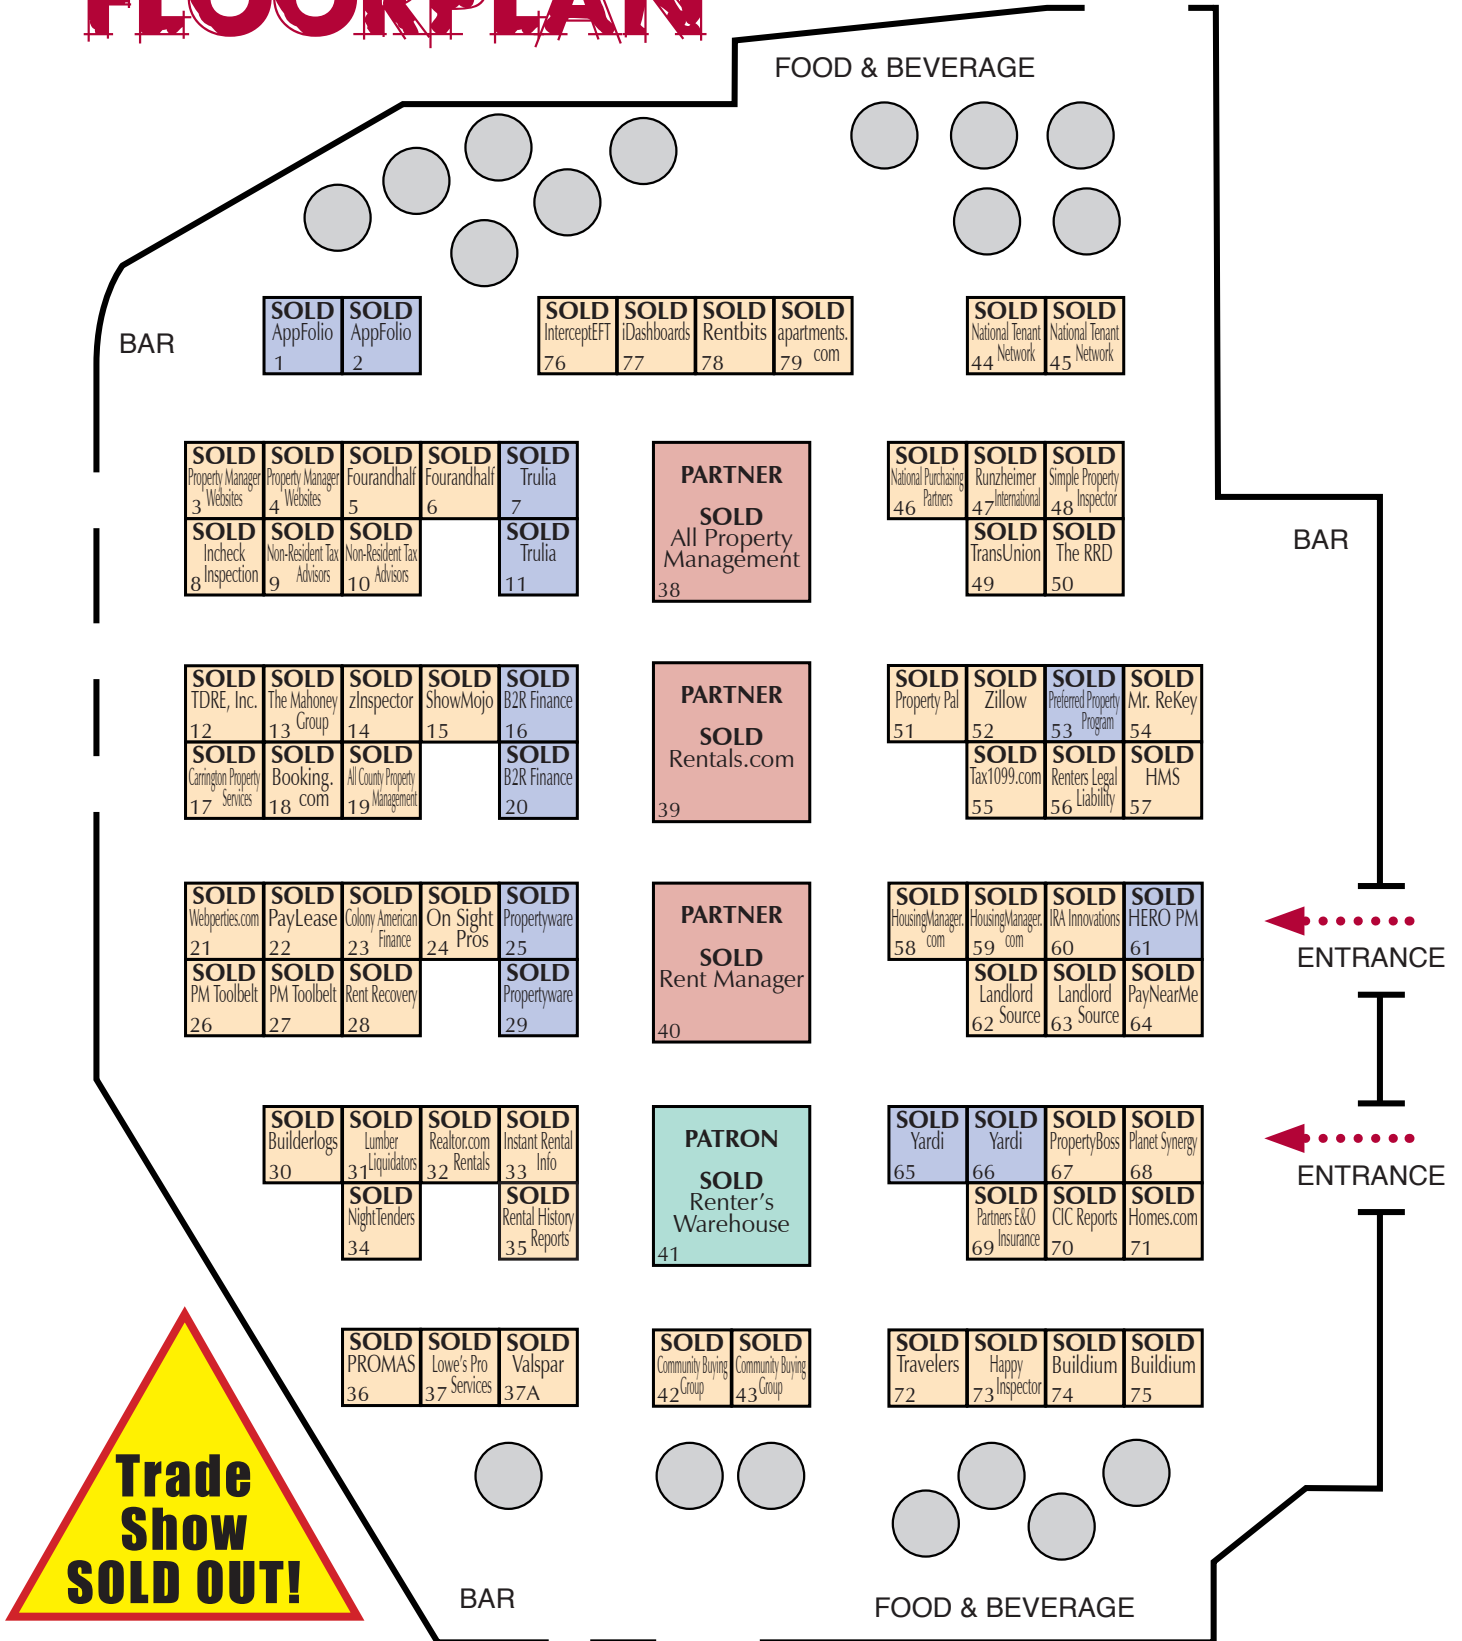 FLOORPLAN
FOOD & BEVERAGE
BAR
SOLD
AppFolio
1
SOLD
AppFolio
2
SOLD
InterceptEFT
76
SOLD
iDashboards
77
SOLD
Rentbits
78
SOLD
apartments.
com
79
SOLD
National Tenant
Network
44
SOLD
National Tenant
Network
45
SOLD
Property Manager
Websites
3
SOLD
Property Manager
Websites
4
SOLD
Fourandhalf
5
SOLD
Fourandhalf
6
SOLD
Trulia
7
SOLD
Incheck
Inspection
8
SOLD
Non-Resident Tax
Advisors
9
SOLD
Non-Resident Tax
Advisors
10
SOLD
Trulia
11
PARTNER
SOLD
All Property
Management
38
SOLD
National Purchasing
Partners
46
SOLD
Runzheimer
International
47
SOLD
Simple Property
Inspector
48
SOLD
TransUnion
49
SOLD
The RRD
50
BAR
SOLD
TDRE, Inc.
12
SOLD
The Mahoney
Group
13
SOLD
zInspector
14
SOLD
ShowMojo
15
SOLD
B2R Finance
16
SOLD
Carrington Property
Services
17
SOLD
Booking.
com
18
SOLD
All County Property
Management
19
SOLD
B2R Finance
20
PARTNER
SOLD
Rentals.com
39
SOLD
Property Pal
51
SOLD
Zillow
52
SOLD
Preferred Property
Program
53
SOLD
Mr. ReKey
54
SOLD
Tax1099.com
55
SOLD
Renters Legal
Liability
56
SOLD
HMS
57
SOLD
Webperties.com
21
SOLD
PayLease
22
SOLD
Colony American
Finance
23
SOLD
On Sight
Pros
24
SOLD
Propertyware
25
SOLD
PM Toolbelt
26
SOLD
PM Toolbelt
27
SOLD
Rent Recovery
28
SOLD
Propertyware
29
PARTNER
SOLD
Rent Manager
40
SOLD
HousingManager.
com
58
SOLD
HousingManager.
com
59
SOLD
IRA Innovations
60
SOLD
HERO PM
61
SOLD
Landlord
Source
62
SOLD
Landlord
Source
63
SOLD
PayNearMe
64
ENTRANCE
SOLD
Builderlogs
30
SOLD
Lumber
Liquidators
31
SOLD
Realtor.com
Rentals
32
SOLD
Instant Rental
Info
33
SOLD
NightTenders
34
SOLD
Rental History
Reports
35
PATRON
SOLD
Renter's
Warehouse
41
SOLD
Yardi
65
SOLD
Yardi
66
SOLD
PropertyBoss
67
SOLD
Planet Synergy
68
SOLD
Partners E&O
Insurance
69
SOLD
CIC Reports
70
SOLD
Homes.com
71
ENTRANCE
SOLD
PROMAS
36
SOLD
Lowe's Pro
Services
37
SOLD
Valspar
37A
SOLD
Community Buying
Group
42
SOLD
Community Buying
Group
43
SOLD
Travelers
72
SOLD
Happy
Inspector
73
SOLD
Buildium
74
SOLD
Buildium
75
Trade
Show
SOLD OUT!
BAR
FOOD & BEVERAGE